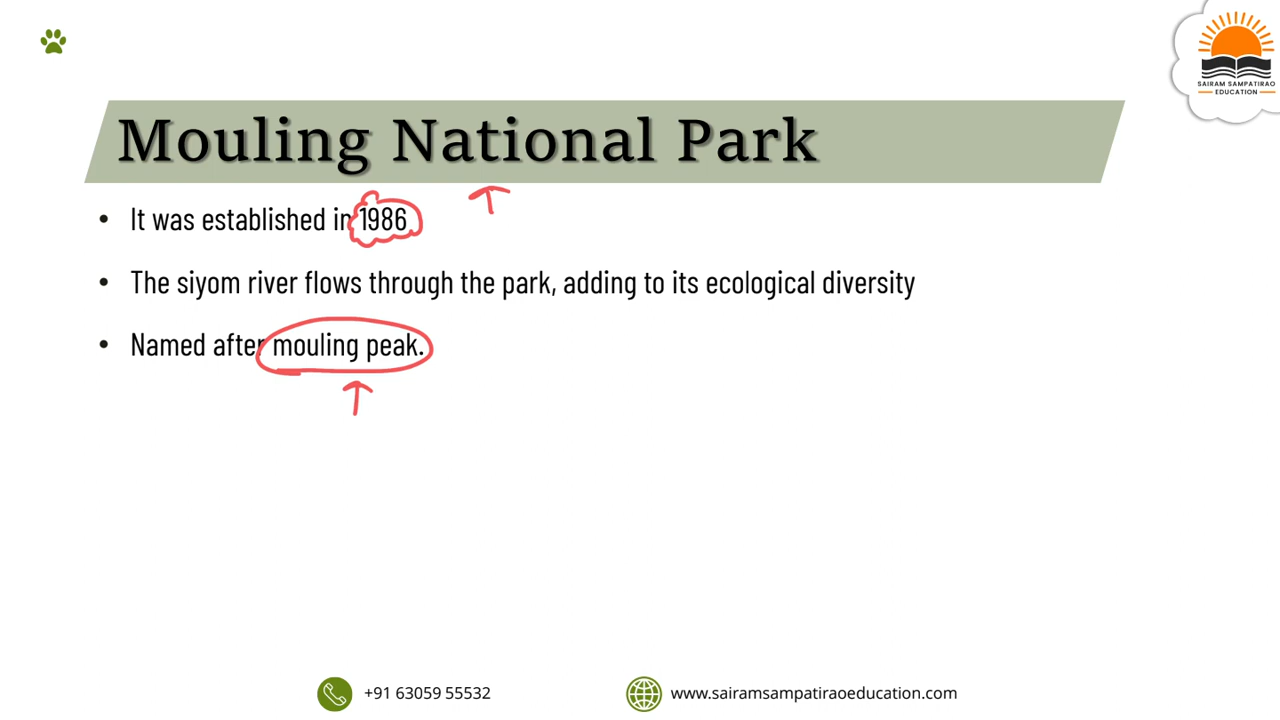 SAIRAM SAMPATIRAO
EDUCATION
Mouling National Park
• It was established in 1986
• The siyom river flows through the park, adding to its ecological diversity
• Named after mouling peak.
+91 63059 55532
www.sairamsampatiraoeducation.com